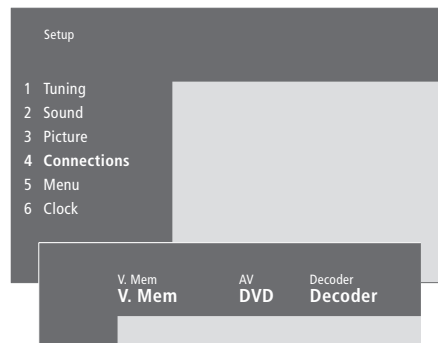 Setup
1 Tuning
2 Sound
3 Picture
4 Connections
5 Menu
6 Clock
V. Mem AV Decoder
V. Mem DVD Decoder